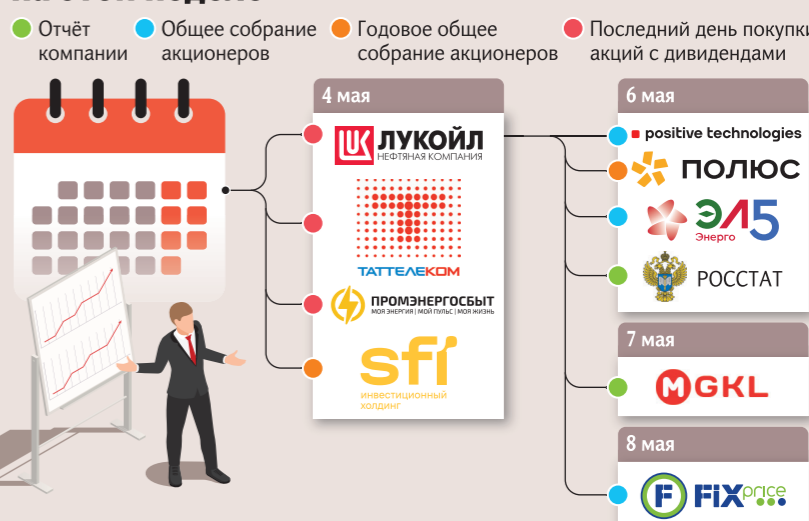 Отчёт
компании
Общее собрание
акционеров
Годовое общее
собрание акционеров
Последний день покупки
акций с дивидендами
4 мая
ЛУКОЙЛ
НЕФТЯНАЯ КОМПАНИЯ
ТАТТЕЛЕКОМ
ПРОМЭНЕРГОСБЫТ
МОЯ ЭНЕРГИЯ | МОЙ ПУЛЬС | МОЯ ЖИЗНЬ
sfi
ИНВЕСТИЦИОННЫЙ
ХОЛДИНГ
6 мая
positive technologies
ПОЛЮС
ЭЛ5
Энерго
РОССТАТ
7 мая
MGKL
8 мая
F FIX price